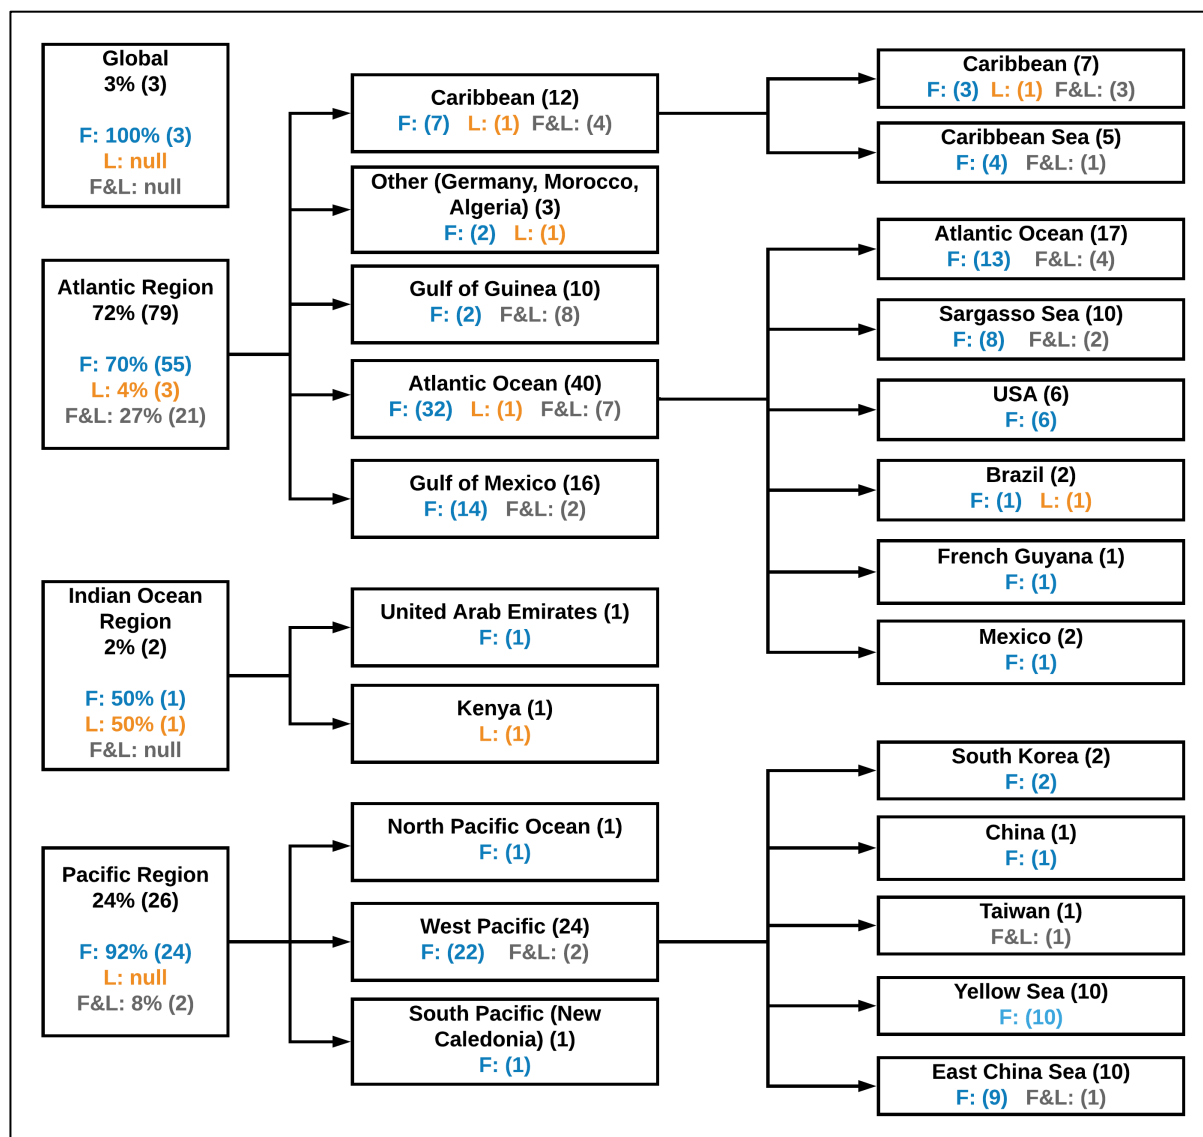 Global
3% (3)
F: 100% (3)
L: null
F&L: null
Atlantic Region
72% (79)
F: 70% (55)
L: 4% (3)
F&L: 27% (21)
Indian Ocean
Region
2% (2)
F: 50% (1)
L: 50% (1)
F&L: null
Pacific Region
24% (26)
F: 92% (24)
L: null
F&L: 8% (2)
Caribbean (12)
F: (7) L: (1) F&L: (4)
Other (Germany, Morocco,
Algeria) (3)
F: (2) L: (1)
Gulf of Guinea (10)
F: (2) F&L: (8)
Atlantic Ocean (40)
F: (32) L: (1) F&L: (7)
Gulf of Mexico (16)
F: (14) F&L: (2)
United Arab Emirates (1)
F: (1)
Kenya (1)
L: (1)
North Pacific Ocean (1)
F: (1)
West Pacific (24)
F: (22) F&L: (2)
South Pacific (New
Caledonia) (1)
F: (1)
Caribbean (7)
F: (3) L: (1) F&L: (3)
Caribbean Sea (5)
F: (4) F&L: (1)
Atlantic Ocean (17)
F: (13) F&L: (4)
Sargasso Sea (10)
F: (8) F&L: (2)
USA (6)
F: (6)
Brazil (2)
F: (1) L: (1)
French Guyana (1)
F: (1)
Mexico (2)
F: (1)
South Korea (2)
F: (2)
China (1)
F: (1)
Taiwan (1)
F&L: (1)
Yellow Sea (10)
F: (10)
East China Sea (10)
F: (9) F&L: (1)